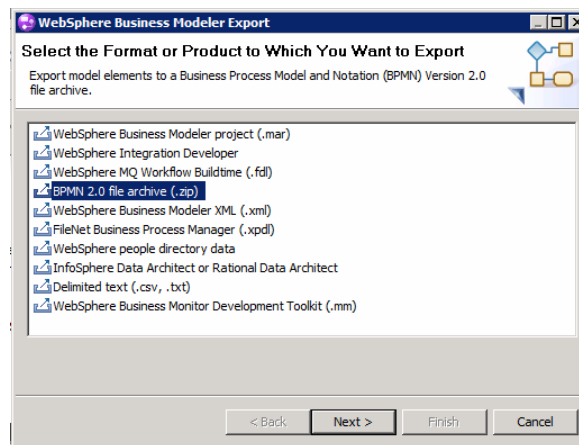 WebSphere Business Modeler Export
Select the Format or Product to Which You Want to Export
Export model elements to a Business Process Model and Notation (BPMN) Version 2.0
file archive.
WebSphere Business Modeler project (.mar)
WebSphere Integration Developer
WebSphere MQ Workflow Buildtime (.fdl)
BPMN 2.0 file archive (.zip)
WebSphere Business Modeler XML (.xml)
FileNet Business Process Manager (.xpdl)
WebSphere people directory data
InfoSphere Data Architect or Rational Data Architect
Delimited text (.csv, .txt)
WebSphere Business Monitor Development Toolkit (.mm)
< Back Next > Finish Cancel